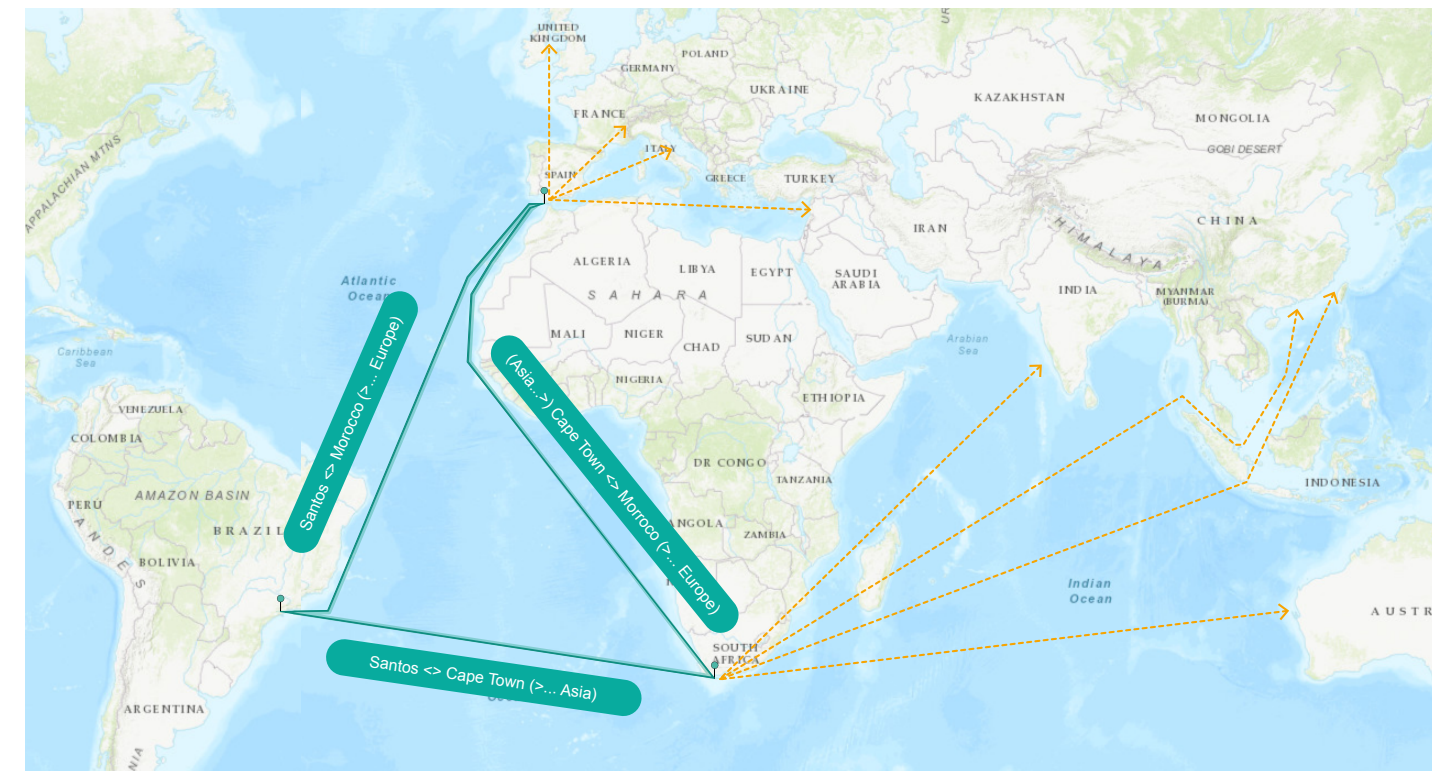 UR
UNITED
KINGDOM
POLAND
GERMANY
UKRAINE
KAZAKHSTAN
FRANCE
MONGOLIA
GOBI DESERT
APPALACHIAN MTNS
ITALY
SPAIN
GREECE
TURKEY
CHINA
IRAN
HIMALAYA
ALGERIA
LIBYA
EGYPT
SAUDI
ARABIA
Atlantic
Ocean
SAHARA
INDIA
MYANMAR
(BURMA)
MALI
NIGER
CHAD
SUDAN
Arabian
Sea
Caribbean
Sea
NIGERIA
ETHIOPIA
VENEZUELA
COLOMBIA
Santos <> Morocco (>... Europe)
(Asia...>) Cape Town <> Morroco (>... Europe)
DR CONGO
TANZANIA
INDONESIA
AMAZON BASIN
PERU
ANDES
BRAZIL
ANGOLA
ZAMBIA
BOLIVIA
Indian
Ocean
AUSTR
SOUTH
AFRICA
Santos <> Cape Town (>... Asia)
ARGENTINA
NIA